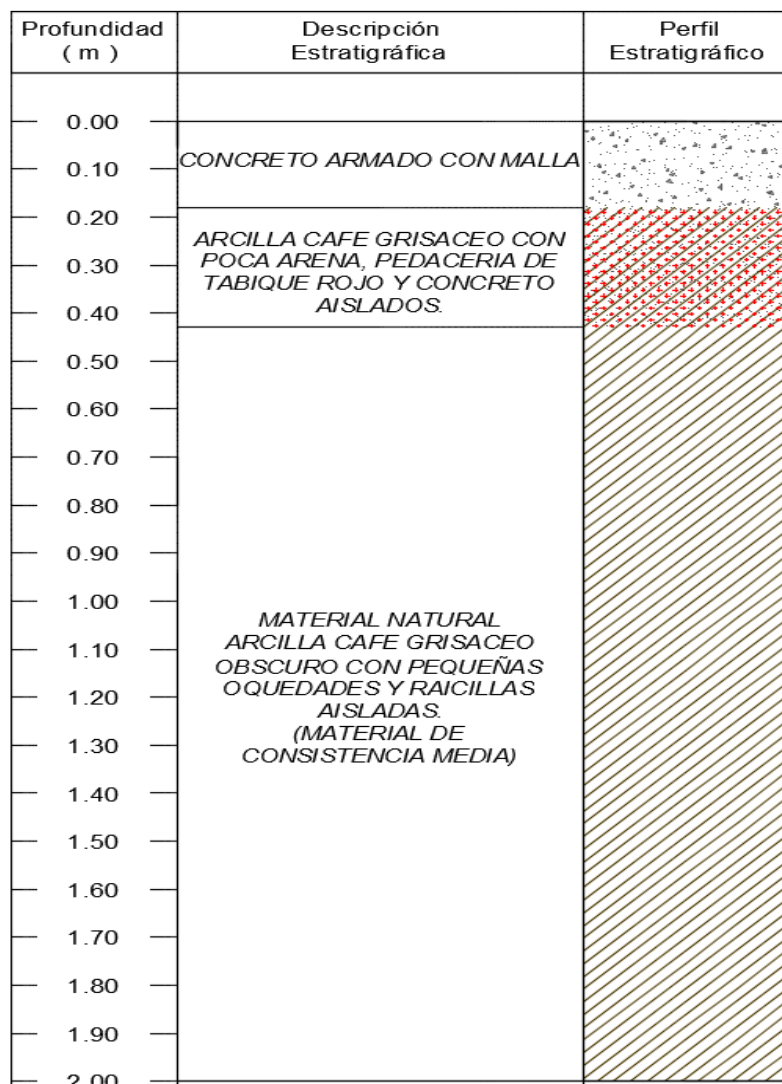 Profundidad
( m )
Descripción
Estratigráfica
Perfil
Estratigráfico
0.00
0.10
CONCRETO ARMADO CON MALLA
0.20
0.30
0.40
ARCILLA CAFE GRISACEO CON
POCA ARENA, PEDACERIA DE
TABIQUE ROJO Y CONCRETO
AISLADOS.
0.50
0.60
0.70
0.80
0.90
1.00
1.10
1.20
1.30
MATERIAL NATURAL
ARCILLA CAFE GRISACEO
OBSCURO CON PEQUEÑAS
OQUEDADES Y RAICILLAS
AISLADAS.
(MATERIAL DE
CONSISTENCIA MEDIA)
1.40
1.50
1.60
1.70
1.80
1.90
2.00